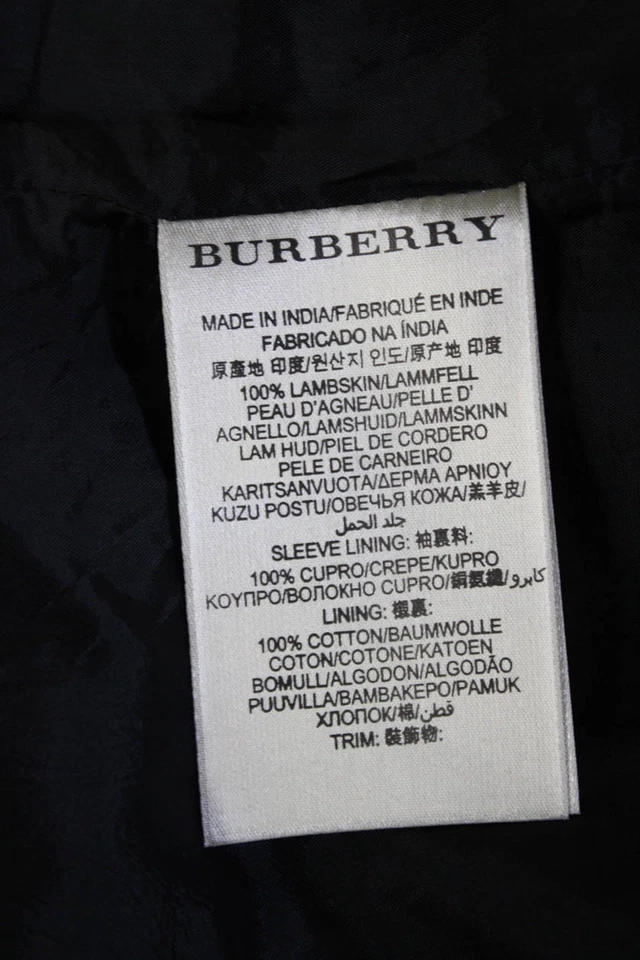 BURBERRY
MADE IN INDIA/FABRIQUÉ EN INDE
FABRICADO NA ÍNDIA
原產地 印度/원산지 인도/原产地 印度
100% LAMBSKIN/LAMMFELL
PEAU D'AGNEAU/PELLE D'
AGNELLO/LAMSHUID/LAMMSKINN
LAM HUD/PIEL DE CORDERO
PELE DE CARNEIRO
KARITSANVUOTA/ΔΕΡΜΑ ΑΡΝΙΟΥ
KUZU POSTU/ОВЕЧЬЯ КОЖА/羔羊皮/
جلد الحمل
SLEEVE LINING: 袖裏料:
100% CUPRO/CREPE/KUPRO
ΚΟΥΠΡΟ/ВОЛОКНО CUPRO/銅氨纖/كابرو
LINING: 襯裏:
100% COTTON/BAUMWOLLE
COTON/COTONE/KATOEN
BOMULL/ALGODON/ALGODÃO
PUUVILLA/ΒΑΜΒΑΚΕΡΟ/PAMUK
ХЛОПОК/棉/قطن
TRIM: 裝飾物: